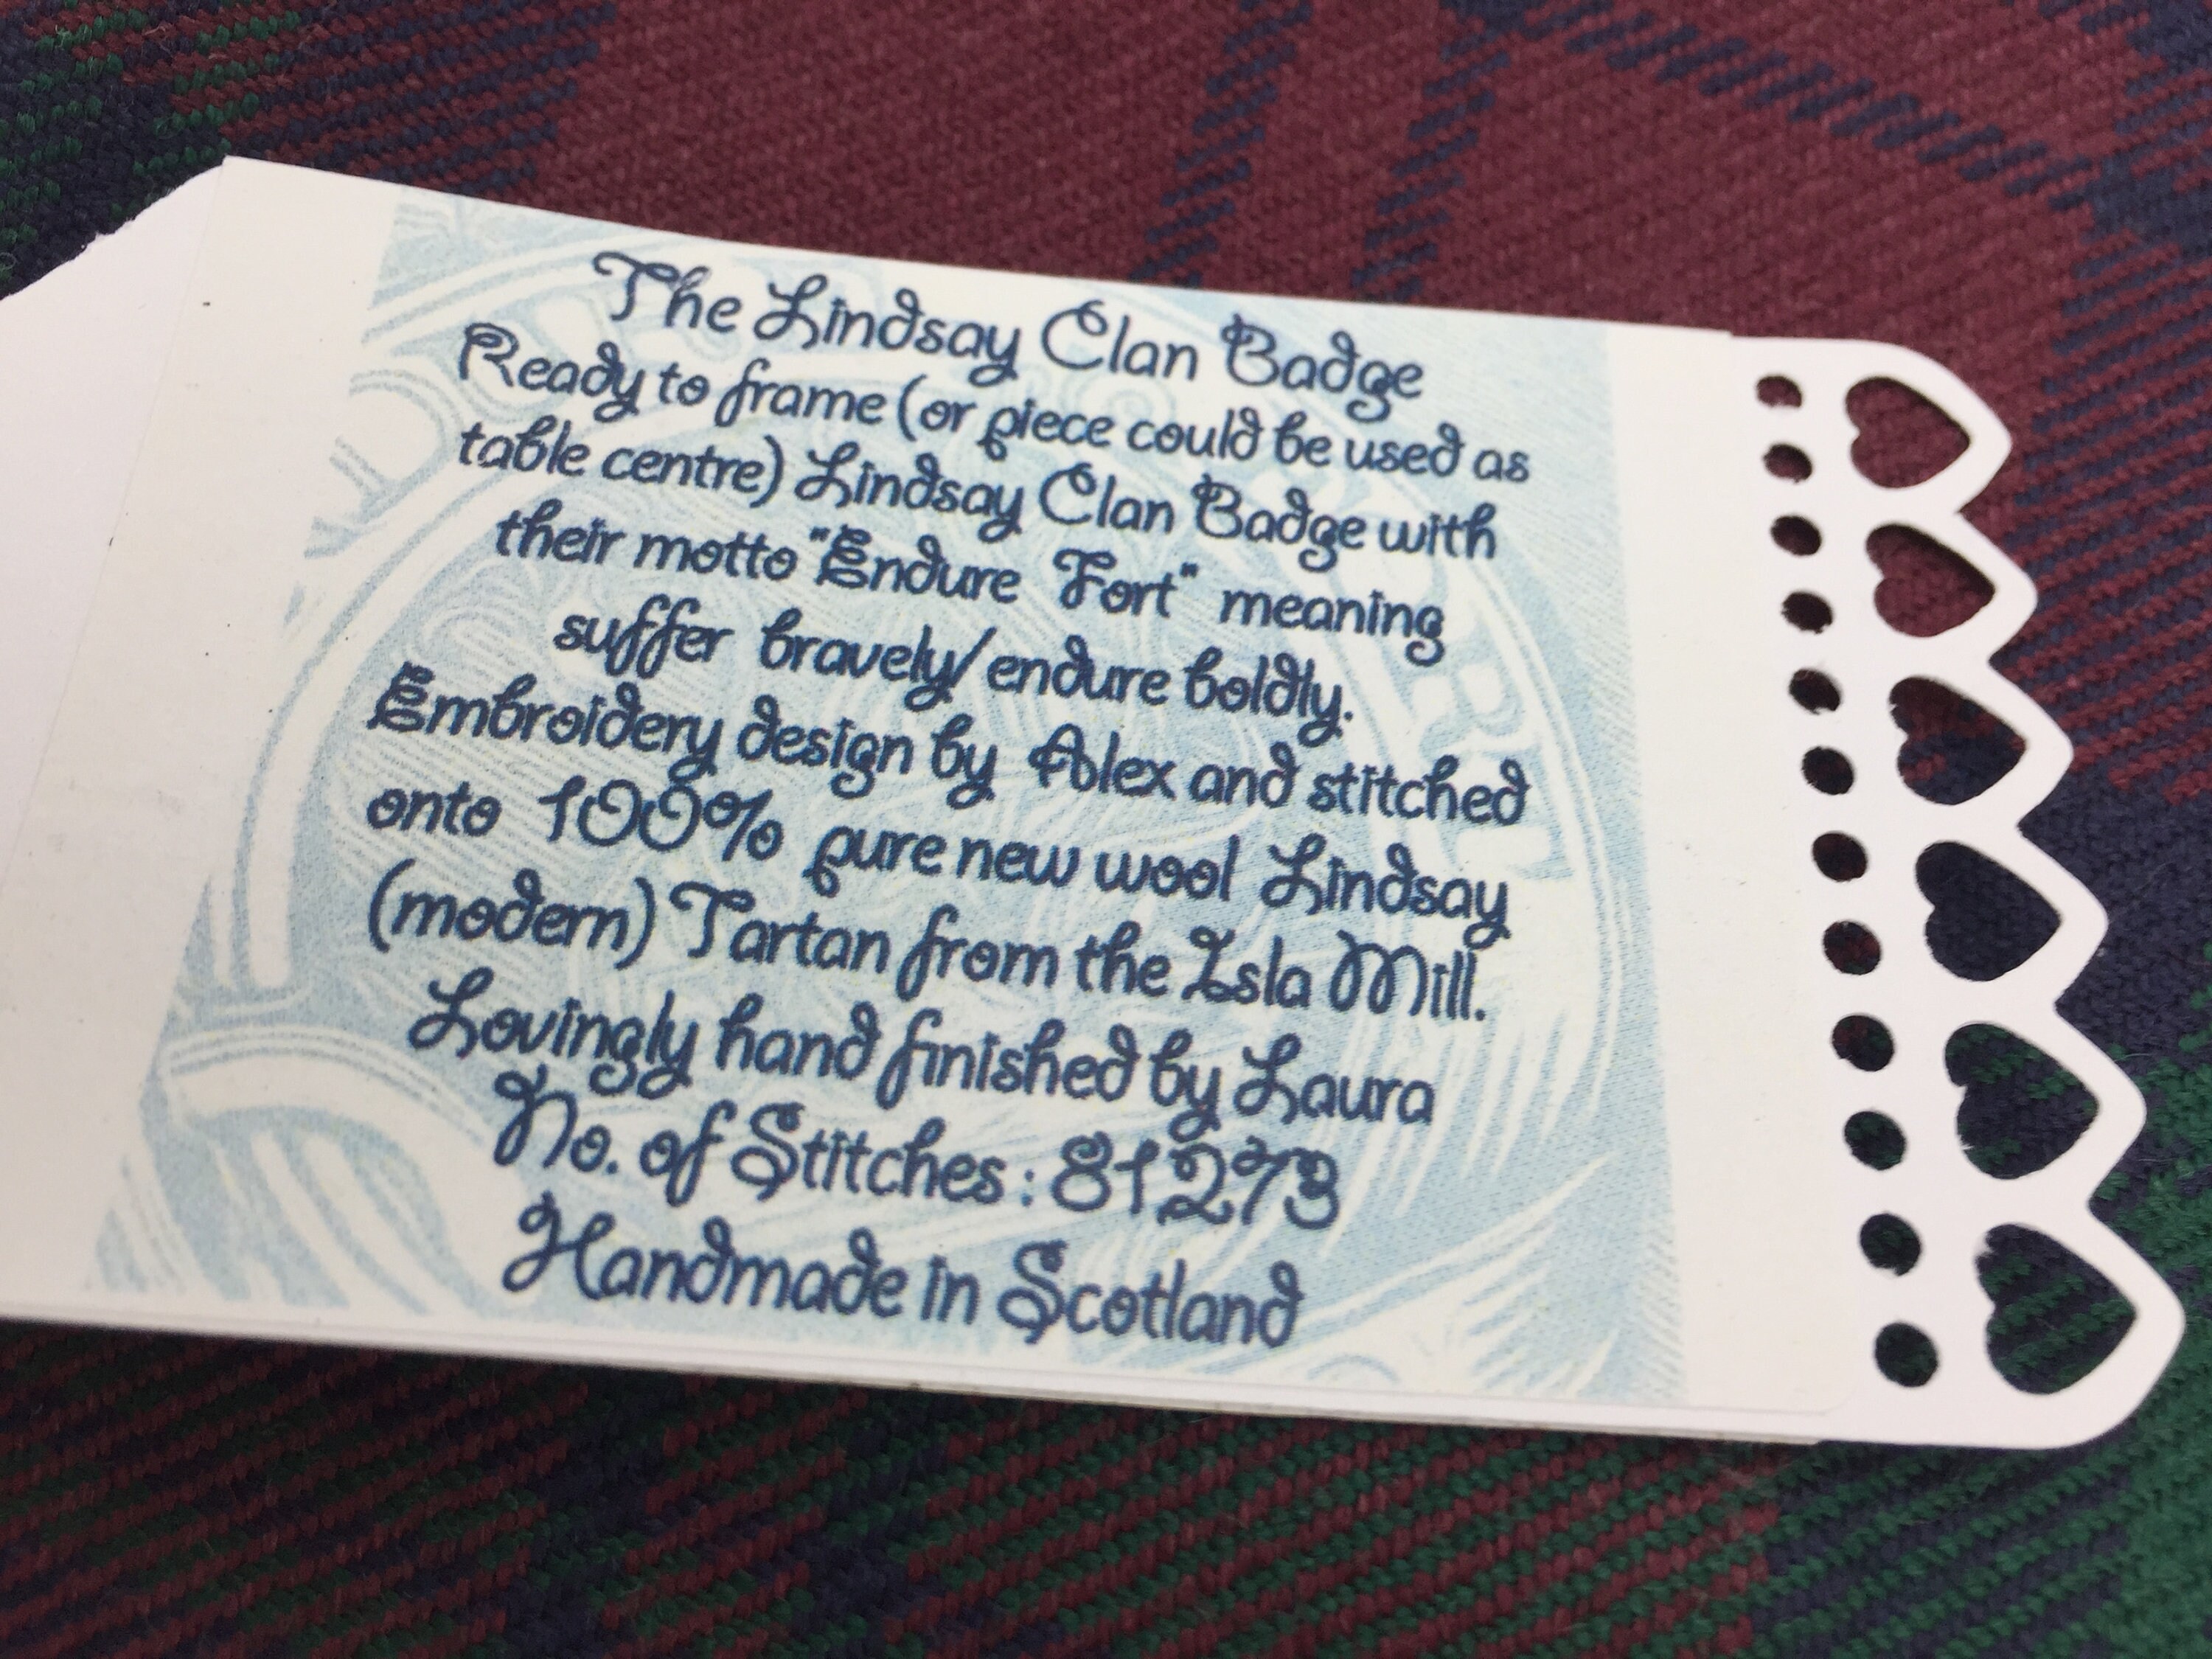 The Lindsay Clan Badge
Ready to frame (or piece could be used as
table centre) Lindsay Clan Badge with
their motto "Endure Fort" meaning
suffer bravely/endure boldly.
Embroidery design by Alex and stitched
onto 100% pure new wool Lindsay
(modern) Tartan from the Isla Mill.
Lovingly hand finished by Laura
No. of Stitches : 81,273
Handmade in Scotland